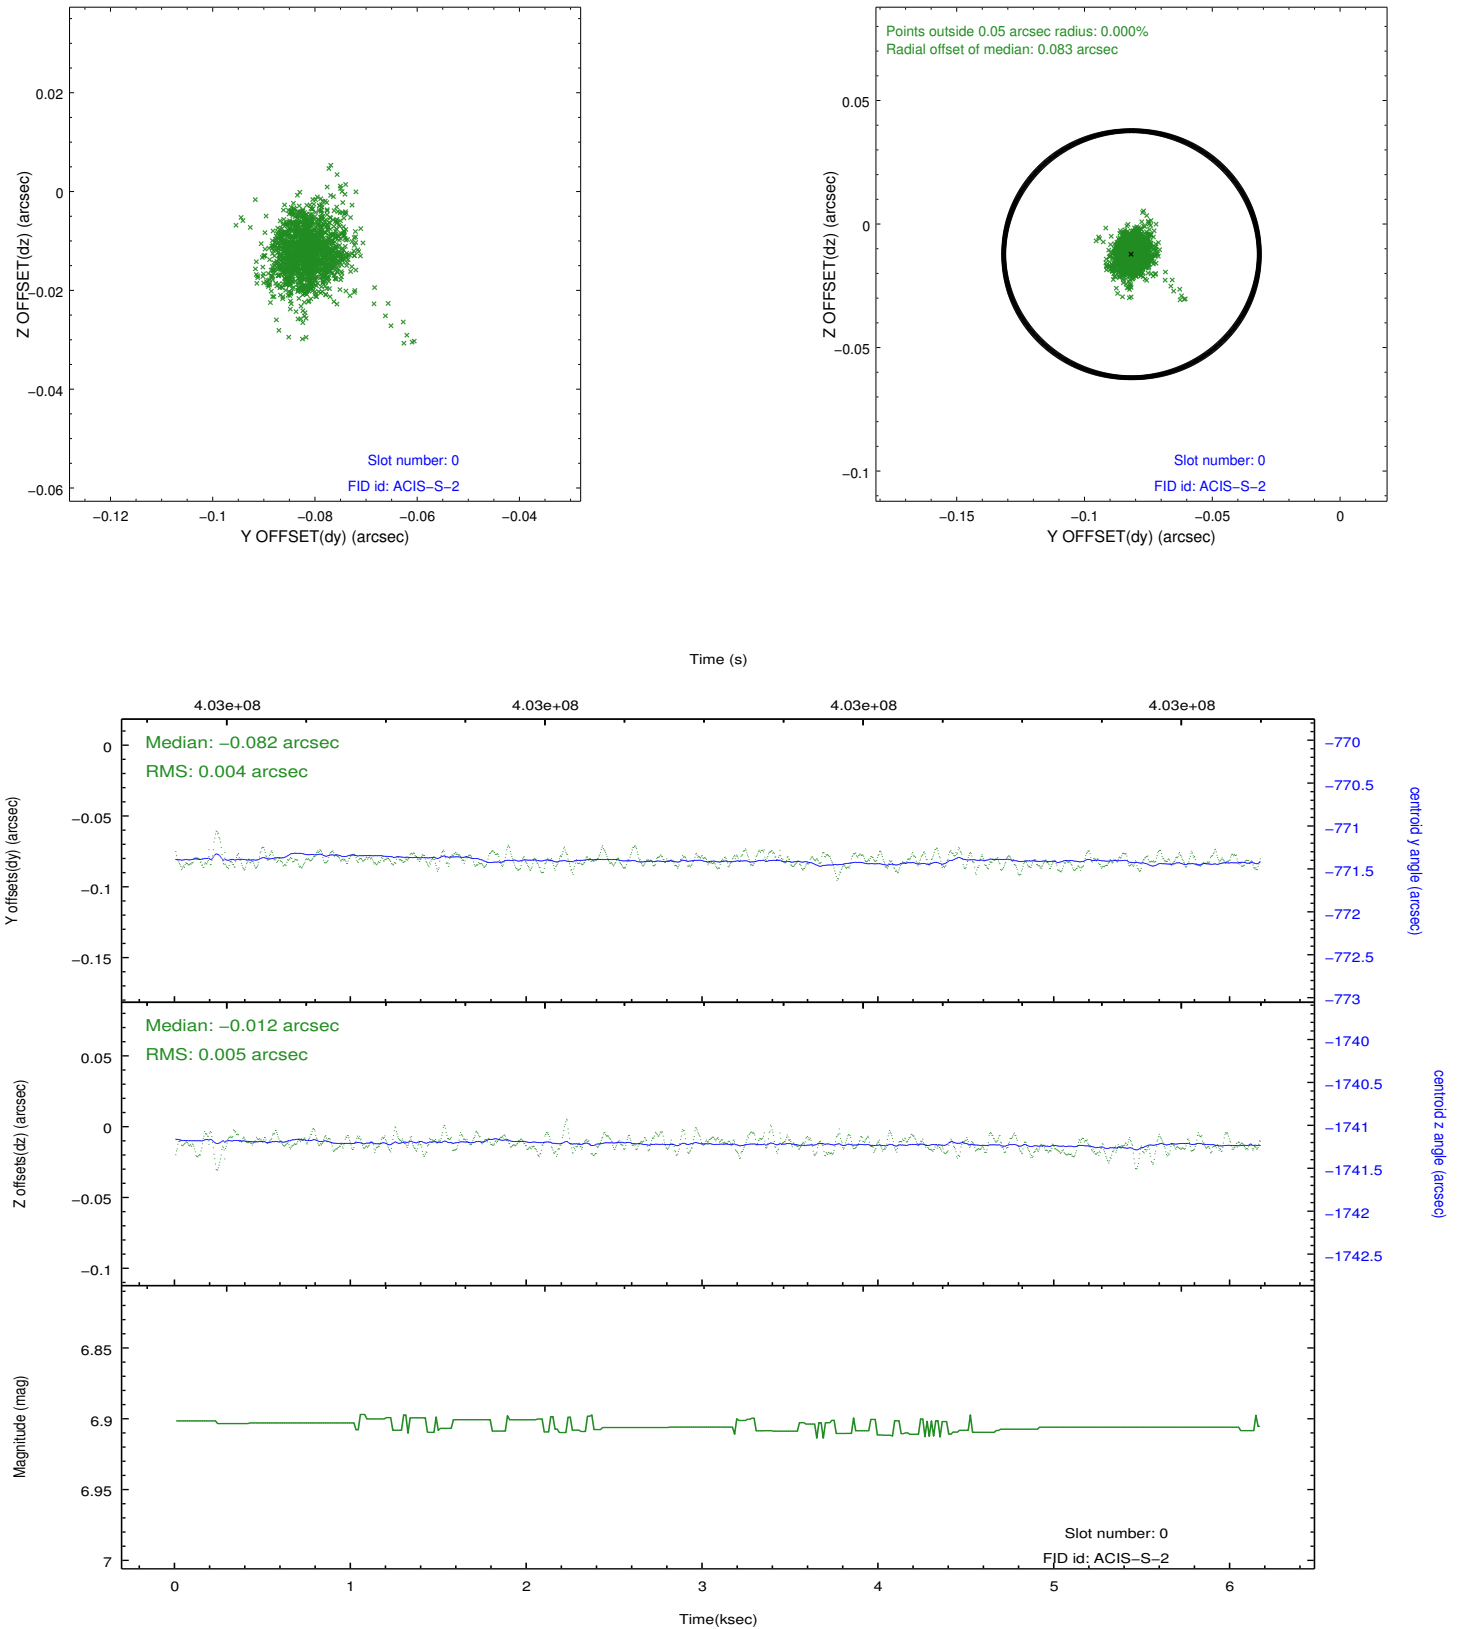 0.02
0
−0.02
−0.04
−0.06
Z OFFSET(dz) (arcsec)
Slot number: 0
FID id: ACIS−S−2
−0.12
−0.1
−0.08
−0.06
−0.04
Y OFFSET(dy) (arcsec)
Points outside 0.05 arcsec radius: 0.000%
Radial offset of median: 0.083 arcsec
0.05
0
−0.05
−0.1
Z OFFSET(dz) (arcsec)
Slot number: 0
FID id: ACIS−S−2
−0.15
−0.1
−0.05
0
Y OFFSET(dy) (arcsec)
Time (s)
4.03e+08
4.03e+08
4.03e+08
4.03e+08
Median: −0.082 arcsec
RMS: 0.004 arcsec
0
−0.05
−0.1
−0.15
Y offsets(dy) (arcsec)
−770
−770.5
−771
−771.5
−772
−772.5
−773
centroid y angle (arcsec)
Median: −0.012 arcsec
RMS: 0.005 arcsec
0.05
0
−0.05
−0.1
Z offsets(dz) (arcsec)
−1740
−1740.5
−1741
−1741.5
−1742
−1742.5
centroid z angle (arcsec)
6.85
6.9
6.95
7
Magnitude (mag)
Slot number: 0
FID id: ACIS−S−2
0
1
2
3
4
5
6
Time(ksec)